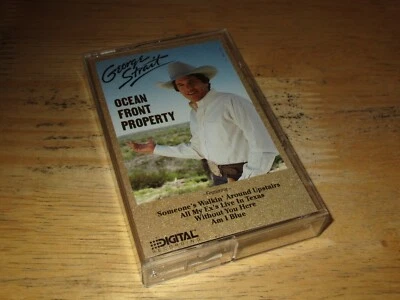 George
Strait
OCEAN
FRONT
PROPERTY
Featuring
Someone's Walkin' Around Upstairs
All My Ex's Live In Texas
Without You Here
Am I Blue
DIGITAL
RECORDING